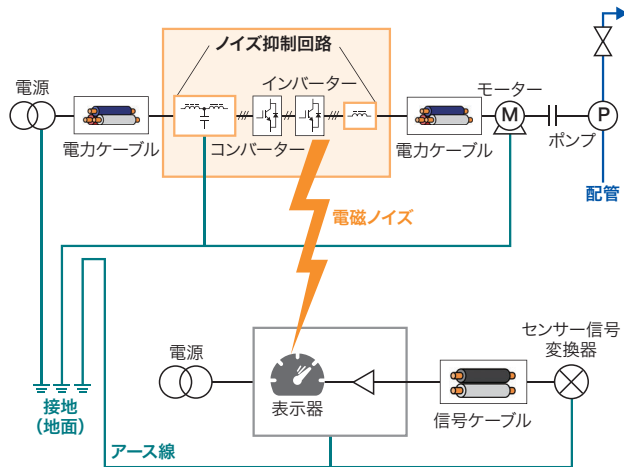 ノイズ抑制回路
電源
インバーター
モーター
M
P
電力ケーブル
コンバーター
電力ケーブル
ポンプ
配管
電磁ノイズ
電源
センサー信号
変換器
表示器
信号ケーブル
接地
(地面)
アース線